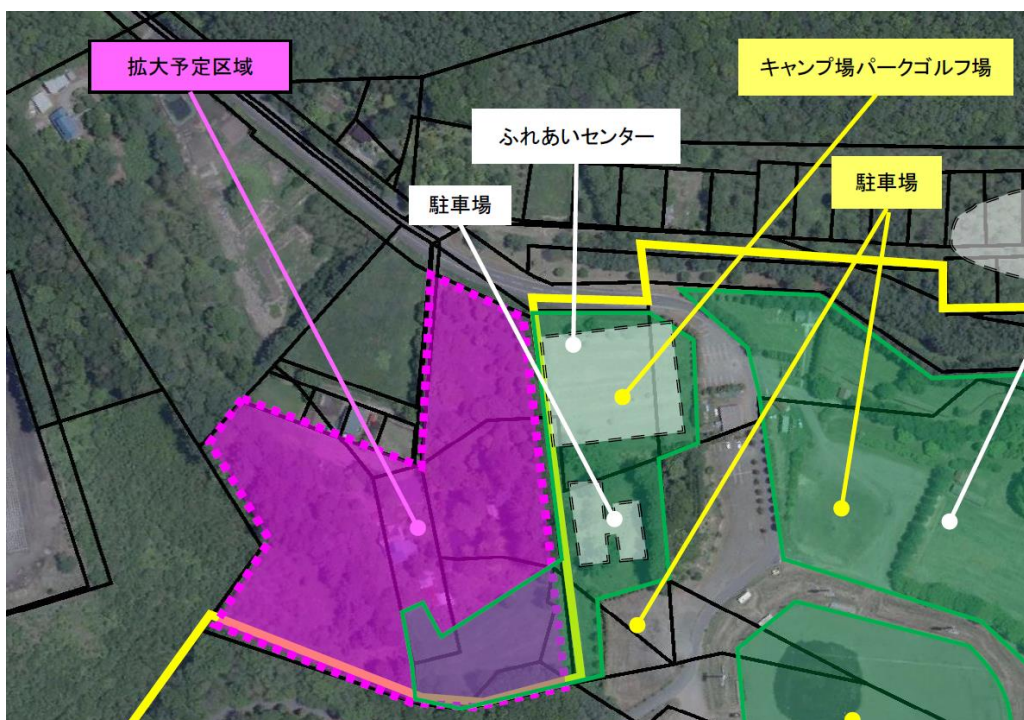 拡大予定区域
キャンプ場パークゴルフ場
ふれあいセンター
駐車場
駐車場